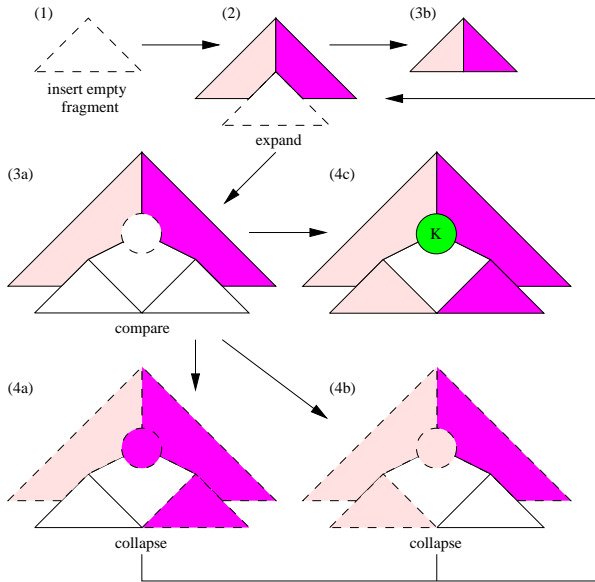 (1)
(2)
(3b)
insert empty
fragment
expand
(3a)
(4c)
K
compare
(4a)
(4b)
collapse
collapse